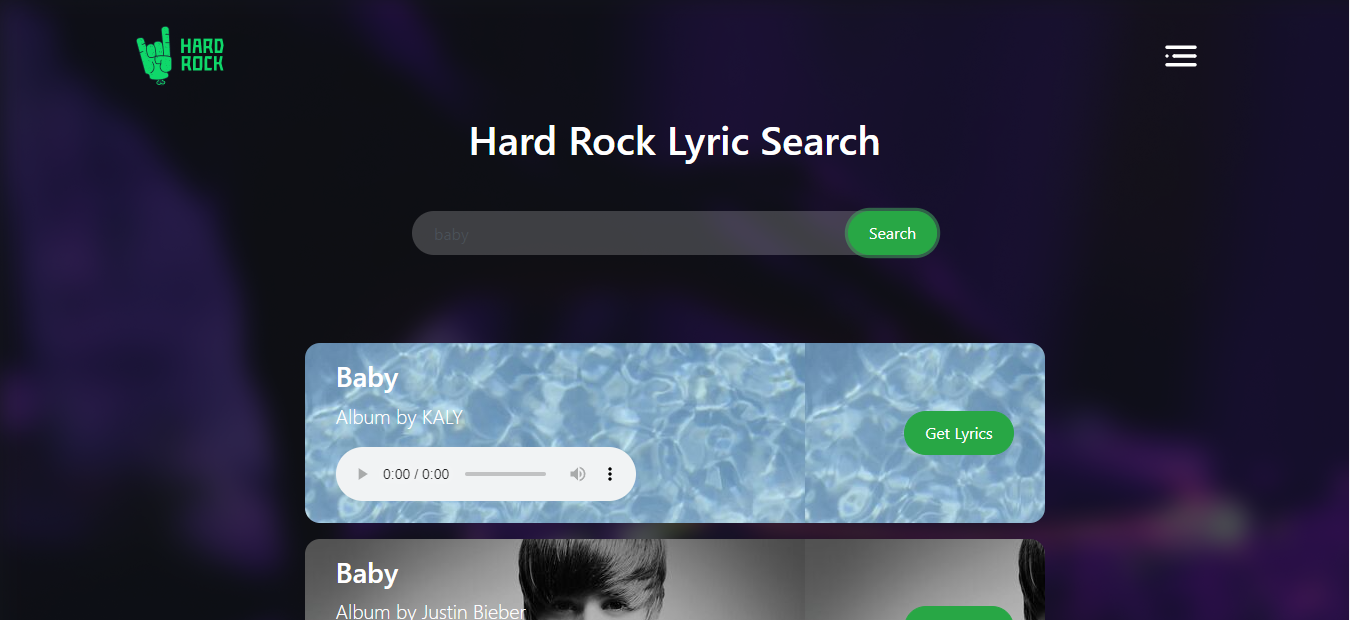 HARD
ROCK
Hard Rock Lyric Search
baby
Search
Baby
Album by KALY
Get Lyrics
0:00 / 0:00
Baby
Album by Justin Bieber